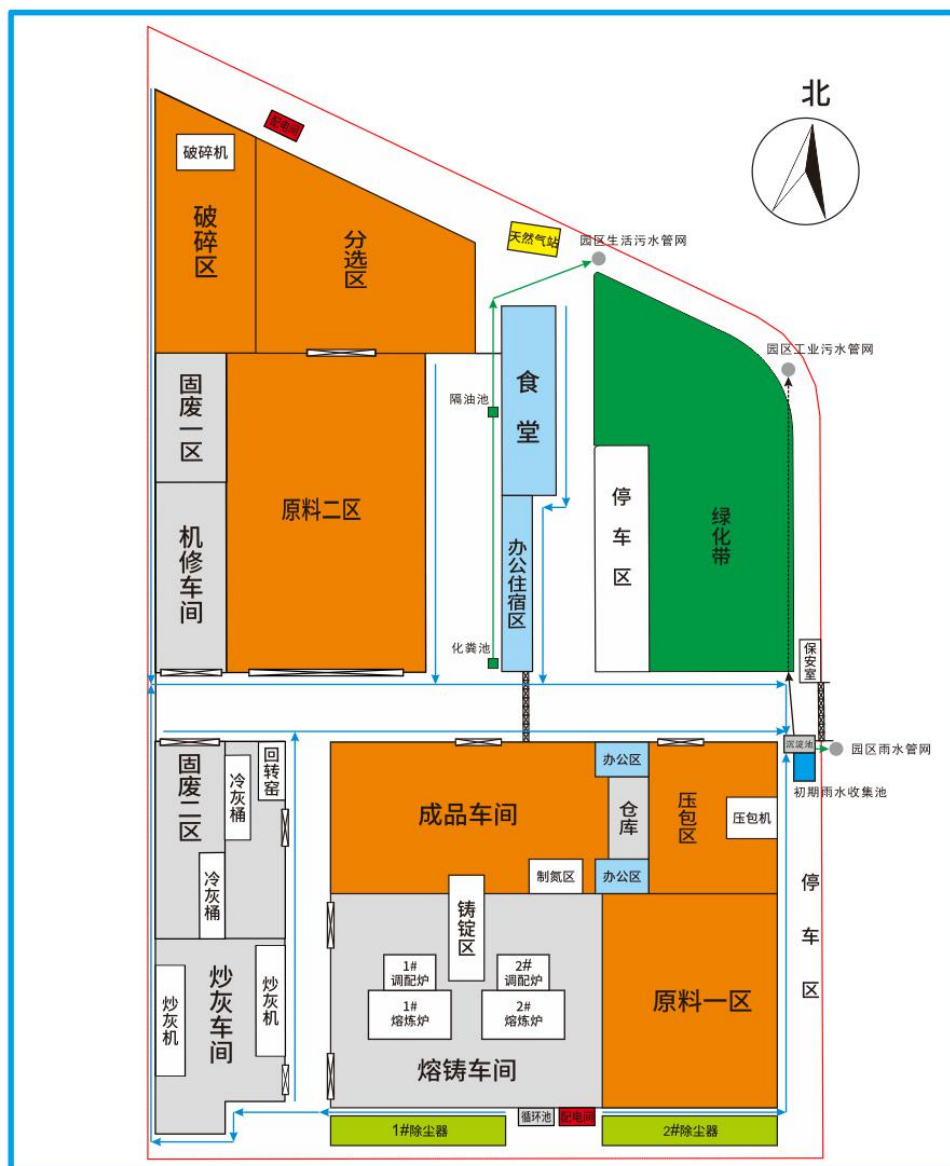 北
配电间
破碎机
破碎区
分选区
天然气站
园区生活污水管网
园区工业污水管网
固废一区
食堂
隔油池
原料二区
停车区
绿化带
机修车间
办公住宿区
化粪池
保安室
沉淀池
园区雨水管网
初期雨水收集池
固废二区
冷灰桶
回转窑
成品车间
办公区
仓库
压包区
压包机
冷灰桶
制氮区
办公区
铸锭区
停车区
1#
调配炉
2#
调配炉
1#
熔炼炉
2#
熔炼炉
原料一区
炒灰机
炒灰车间
炒灰机
熔铸车间
循环池
配电间
1#除尘器
2#除尘器